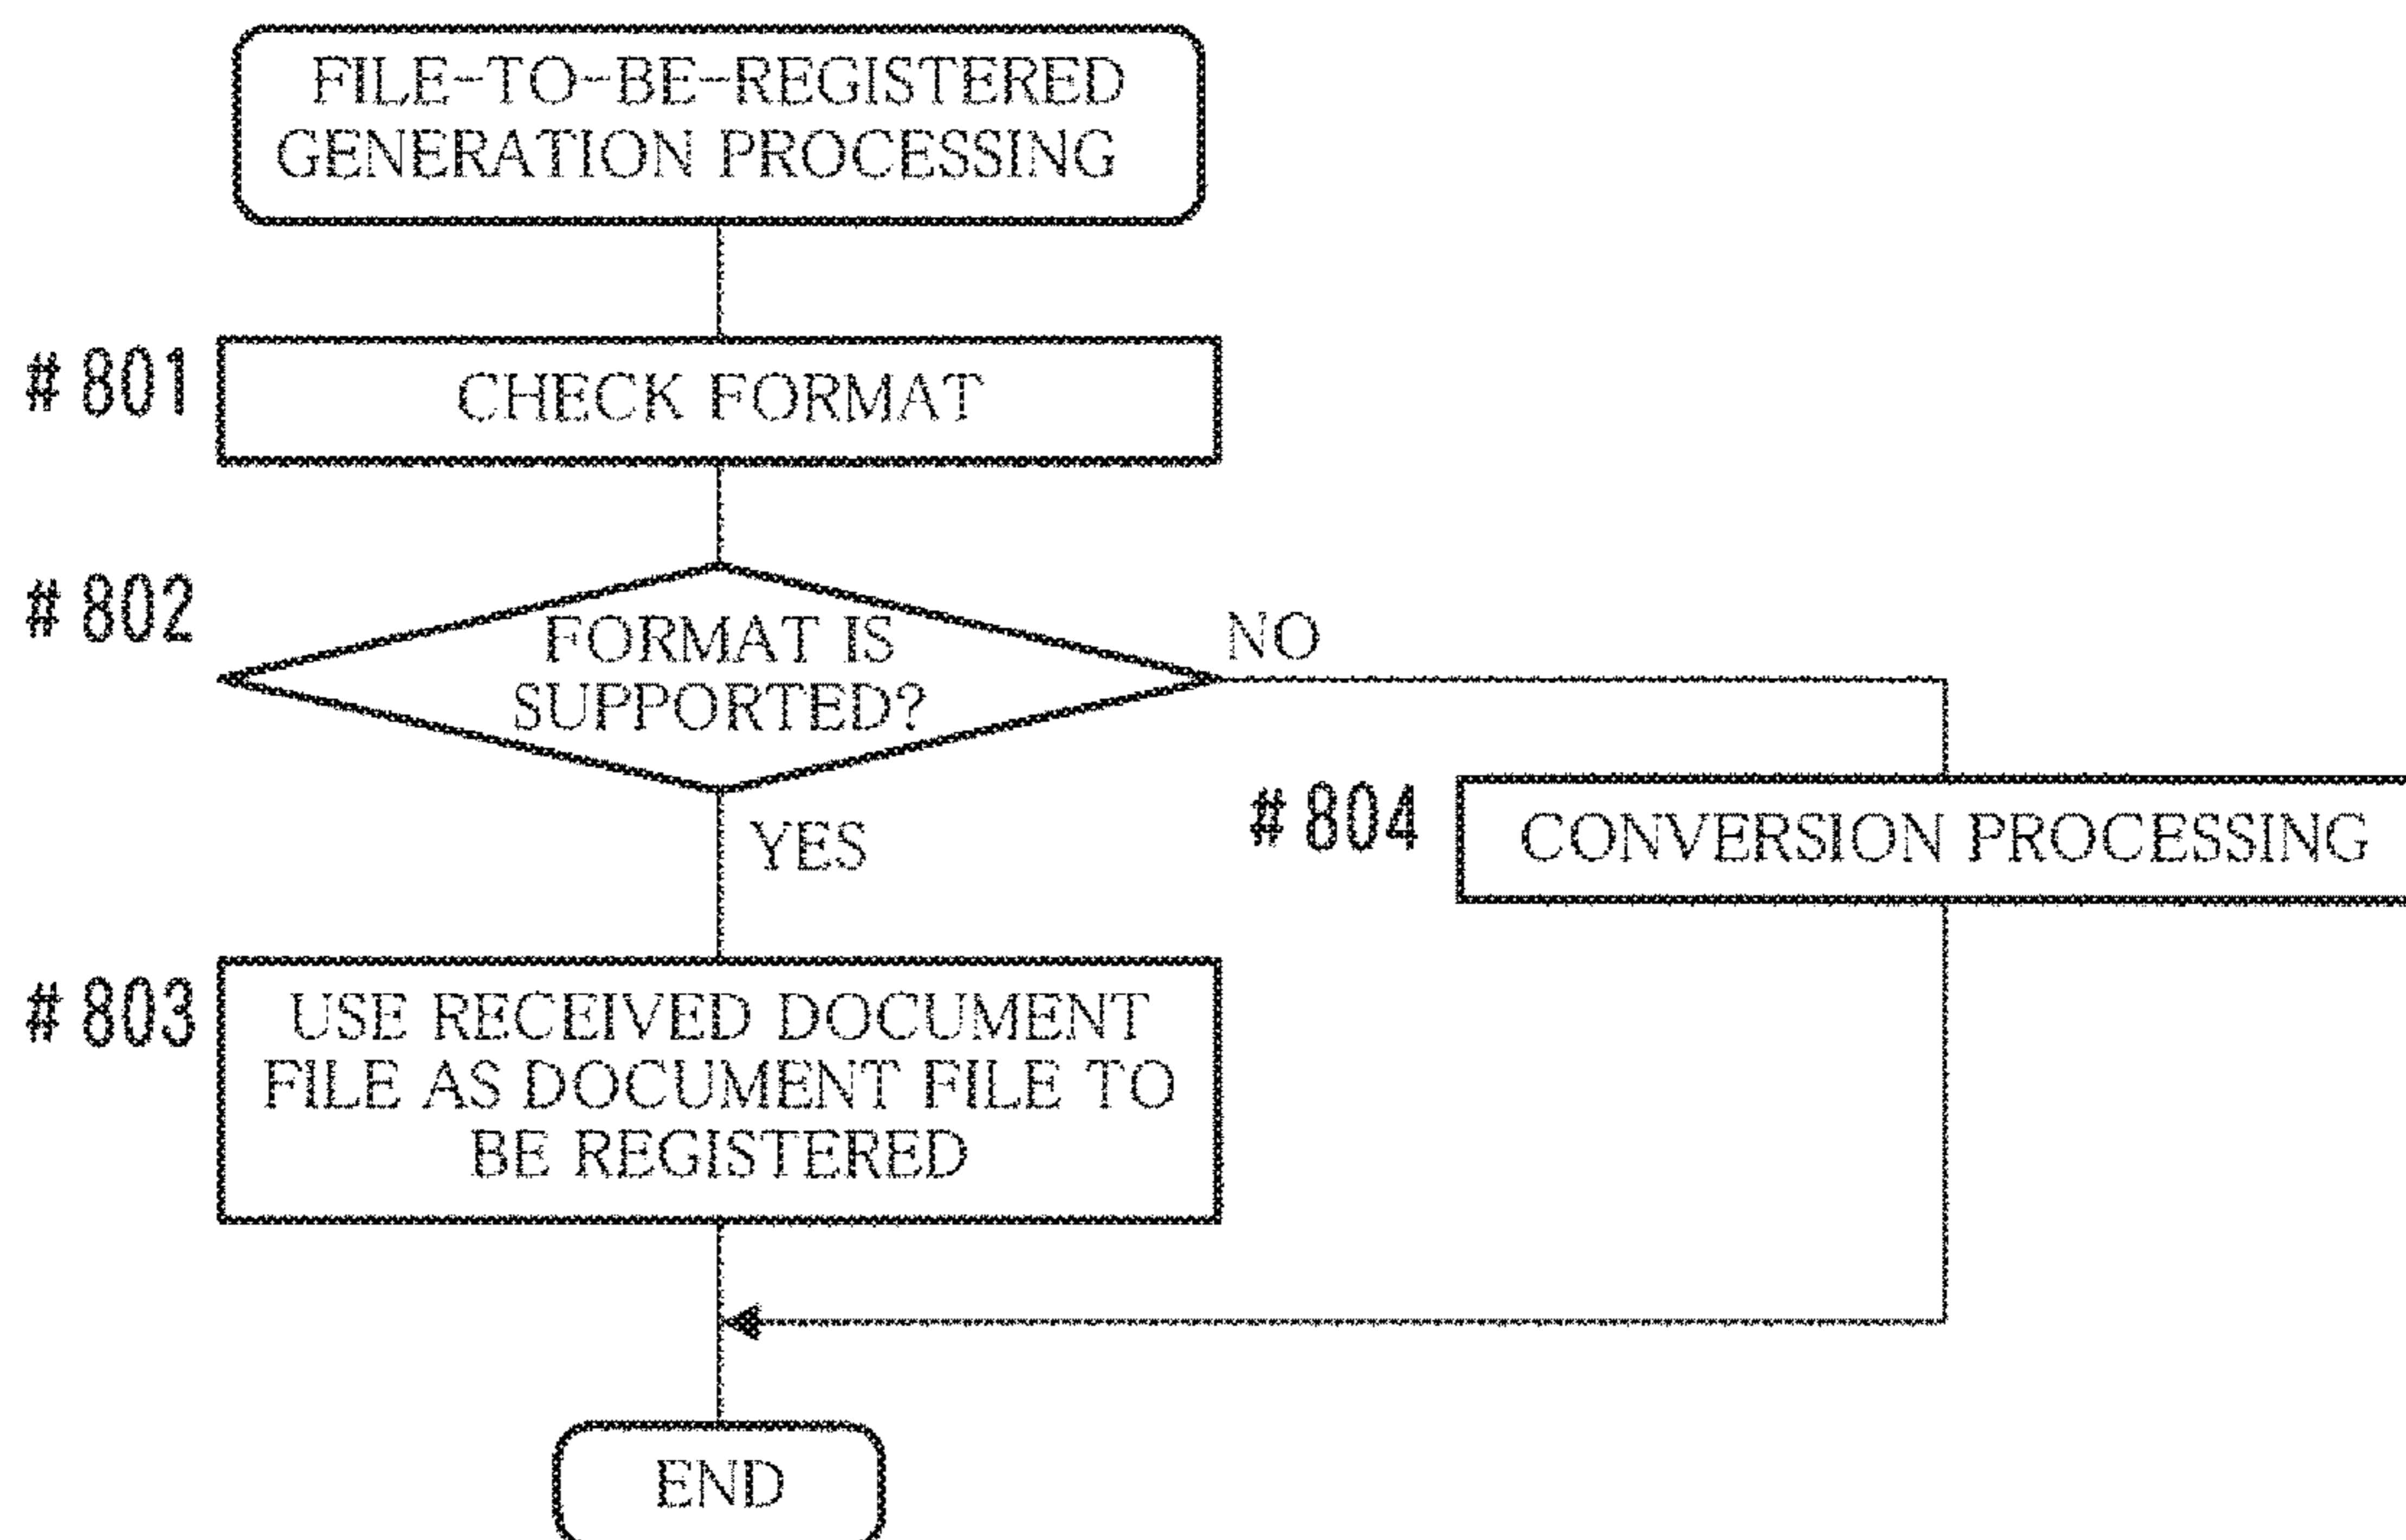 FILE-TO-BE-REGISTERED
GENERATION PROCESSING
#801
CHECK FORMAT
#802
FORMAT IS
SUPPORTED?
NO
YES
#804
CONVERSION PROCESSING
#803
USE RECEIVED DOCUMENT
FILE AS DOCUMENT FILE TO
BE REGISTERED
END